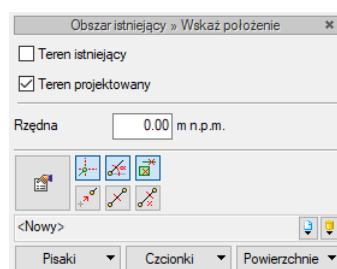 Obszar istniejący » Wskaż położenie
Teren istniejący
Teren projektowany
Rzędna 0.00 m n.p.m.
<Nowy>
Pisaki Czcionki Powierzchnie